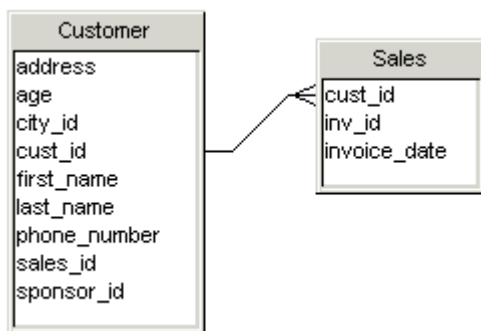 Customer
address
age
city_id
cust_id
first_name
last_name
phone_number
sales_id
sponsor_id
Sales
cust_id
inv_id
invoice_date